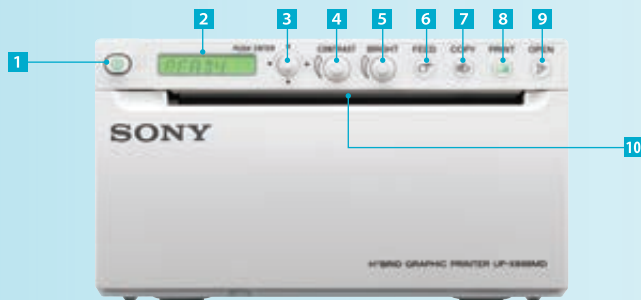 1 2 3 4 5 6 7 8 9
PUSH ENTER CONTRAST BRIGHT FEED COPY PRINT OPEN
READY
10
SONY
HYBRID GRAPHIC PRINTER UP-X898MD